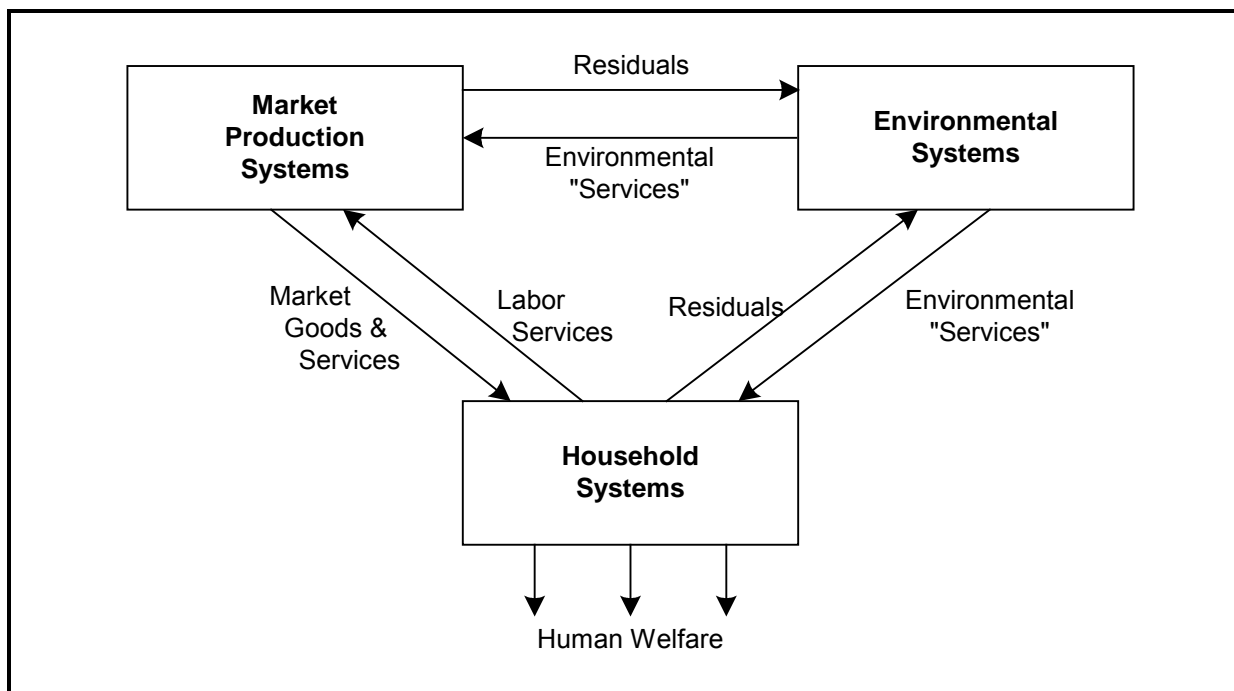 Residuals
Market
Production
Systems
Environmental
Systems
Environmental
"Services"
Market
Goods &
Services
Labor
Services
Residuals
Environmental
"Services"
Household
Systems
Human Welfare